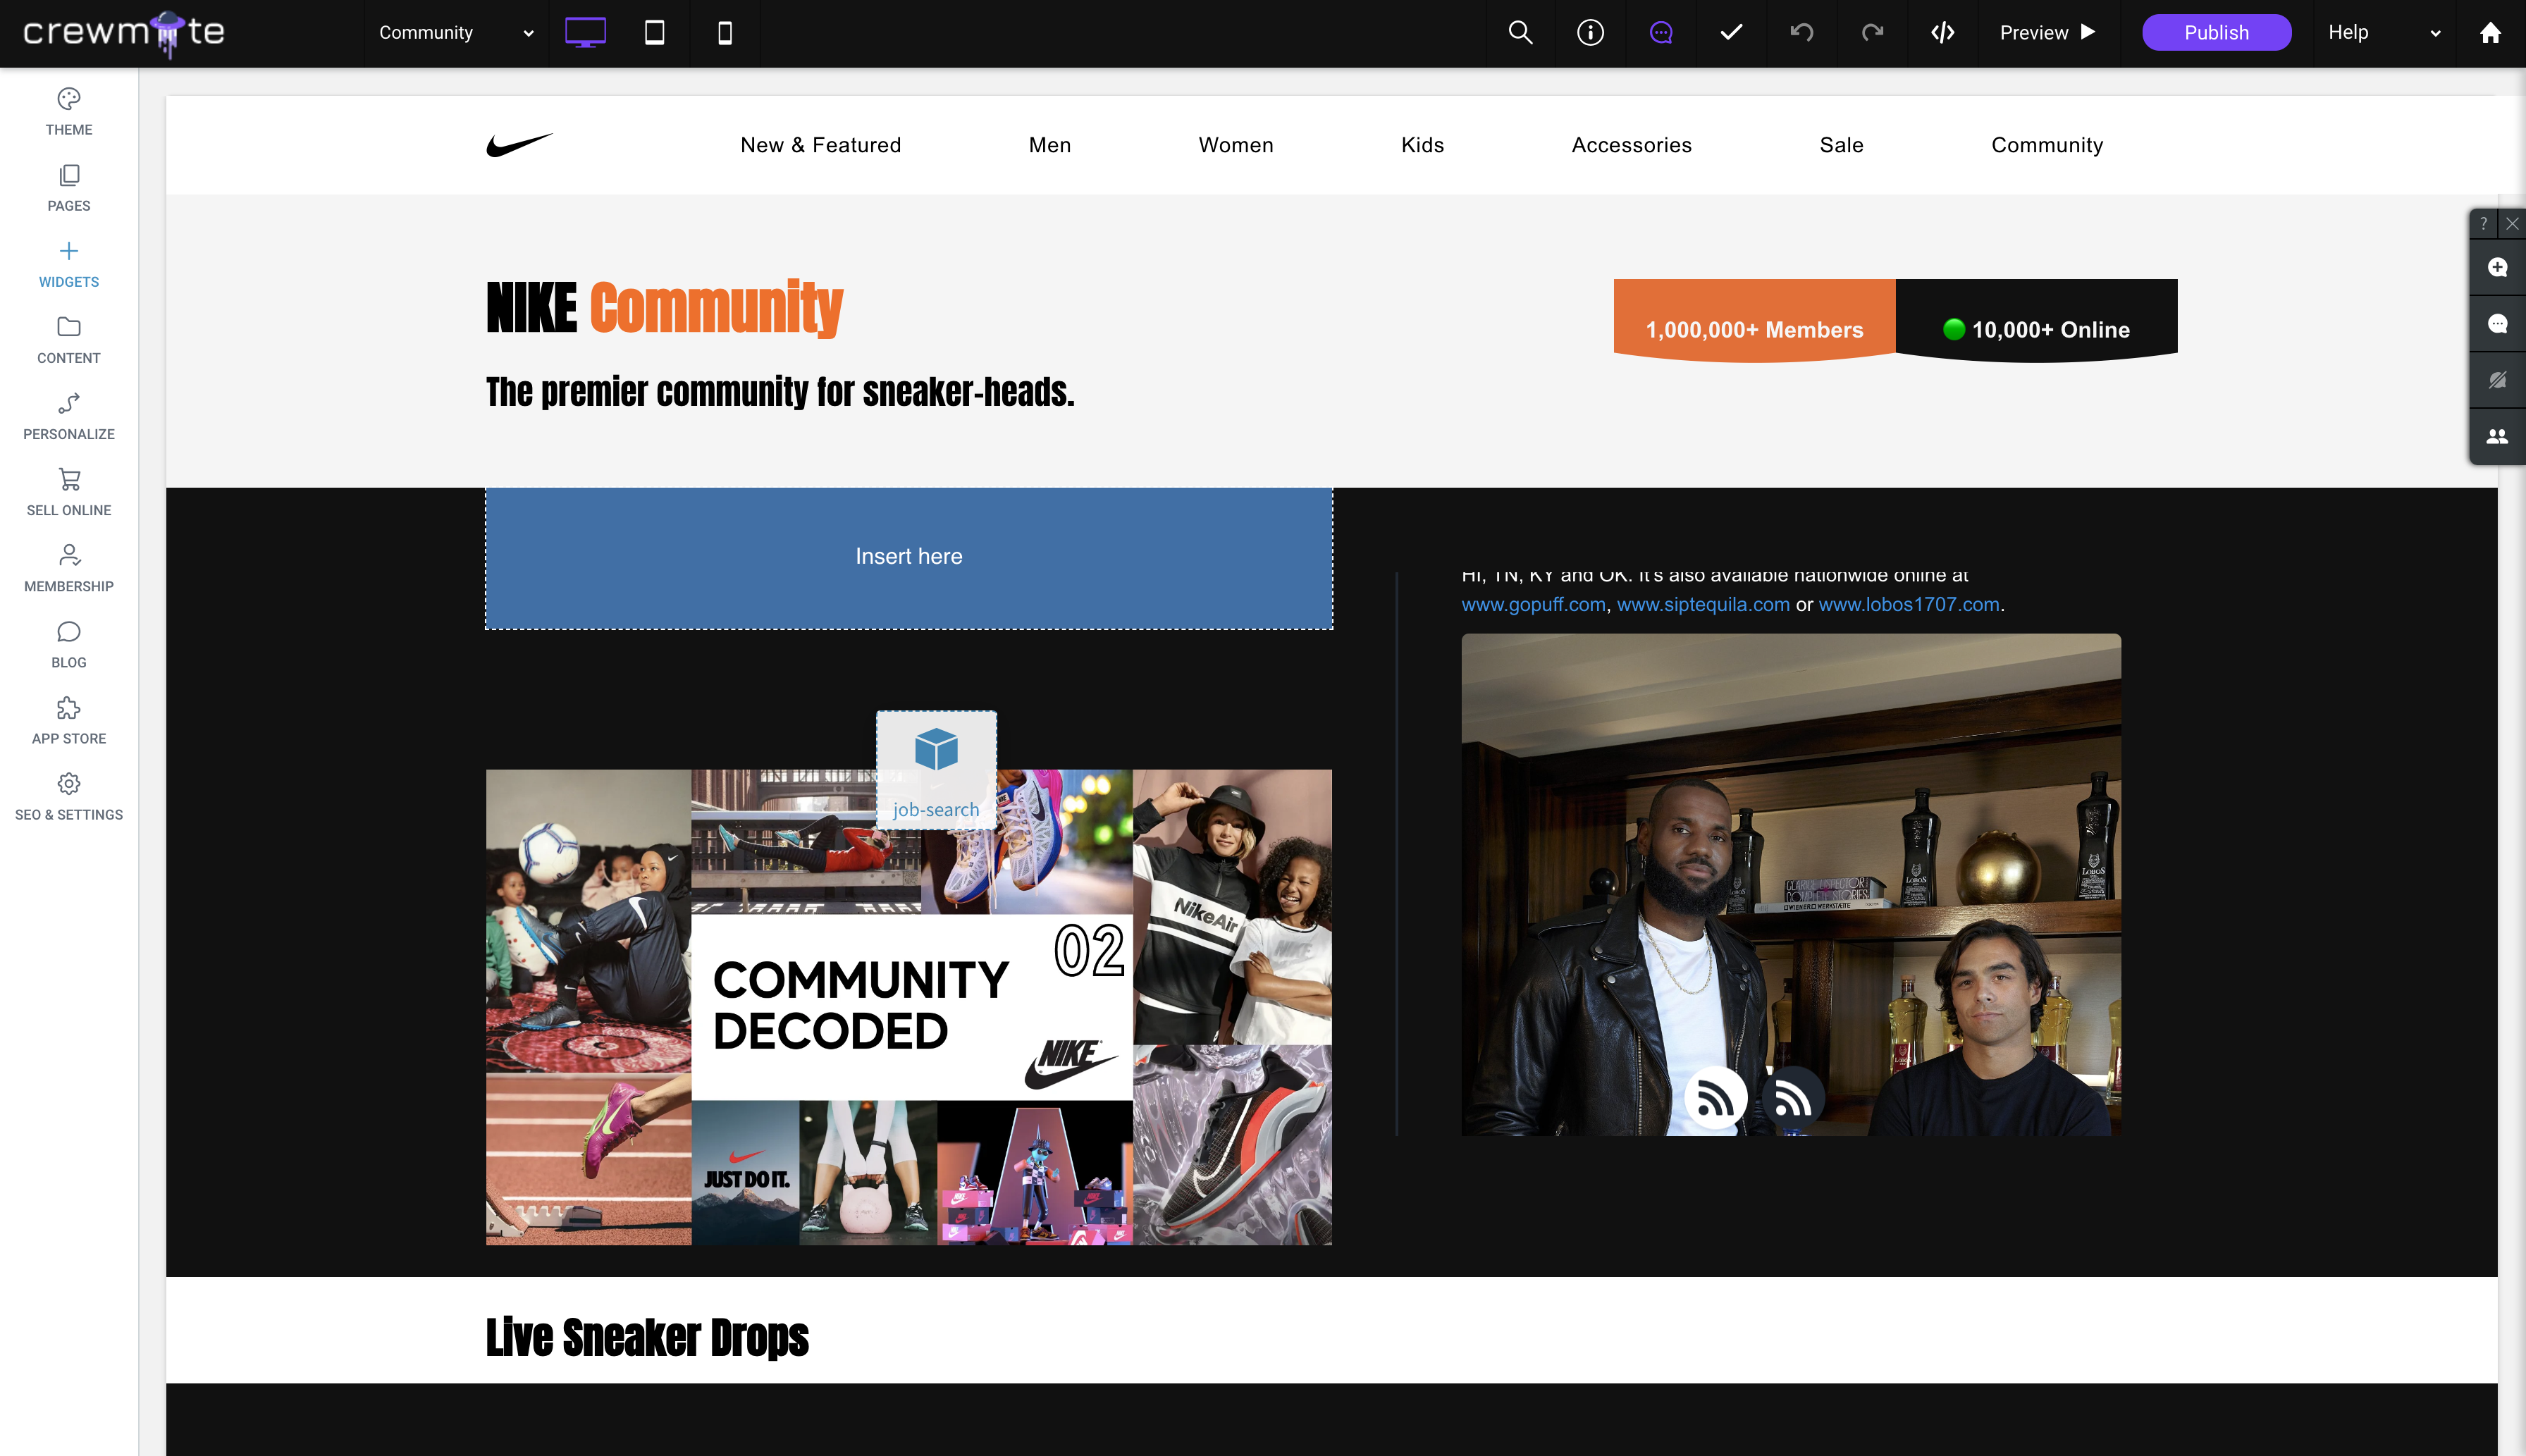 crewmate
Community
Preview
Publish
Help
THEME
PAGES
WIDGETS
CONTENT
PERSONALIZE
SELL ONLINE
MEMBERSHIP
BLOG
APP STORE
SEO & SETTINGS
New & Featured
Men
Women
Kids
Accessories
Sale
Community
?
NIKE Community
The premier community for sneaker-heads.
1,000,000+ Members
10,000+ Online
Insert here
HI, TN, KY and OK. It's also available nationwide online at
www.gopuff.com, www.siptequila.com or www.lobos1707.com.
job-search
NikeAir
02
COMMUNITY
DECODED
NIKE
JUST DO IT.
LOBOS
LOBOS
Live Sneaker Drops